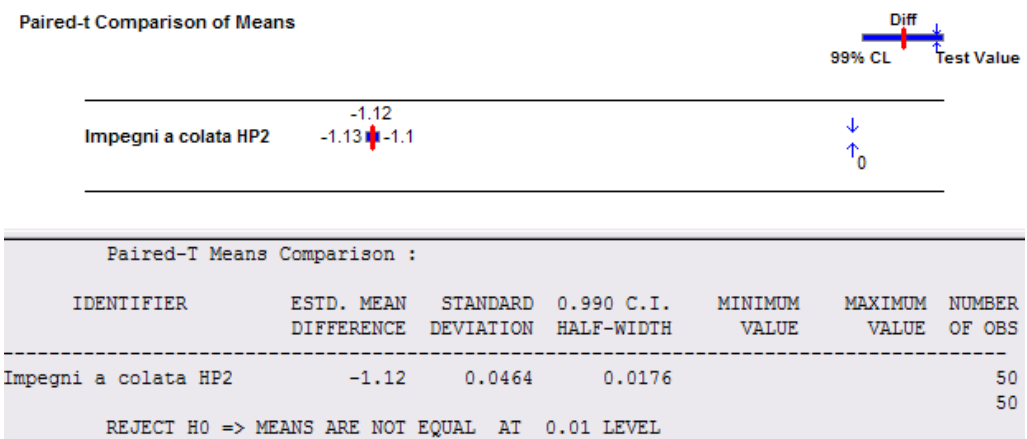 Paired-t Comparison of Means
Diff
99% CL Test Value
-1.12
Impegni a colata HP2 -1.13 -1.1
0
Paired-T Means Comparison :
IDENTIFIER ESTD. MEAN STANDARD 0.990 C.I. MINIMUM MAXIMUM NUMBER
DIFFERENCE DEVIATION HALF-WIDTH VALUE VALUE OF OBS
Impegni a colata HP2 -1.12 0.0464 0.0176 50
50
REJECT H0 => MEANS ARE NOT EQUAL AT 0.01 LEVEL